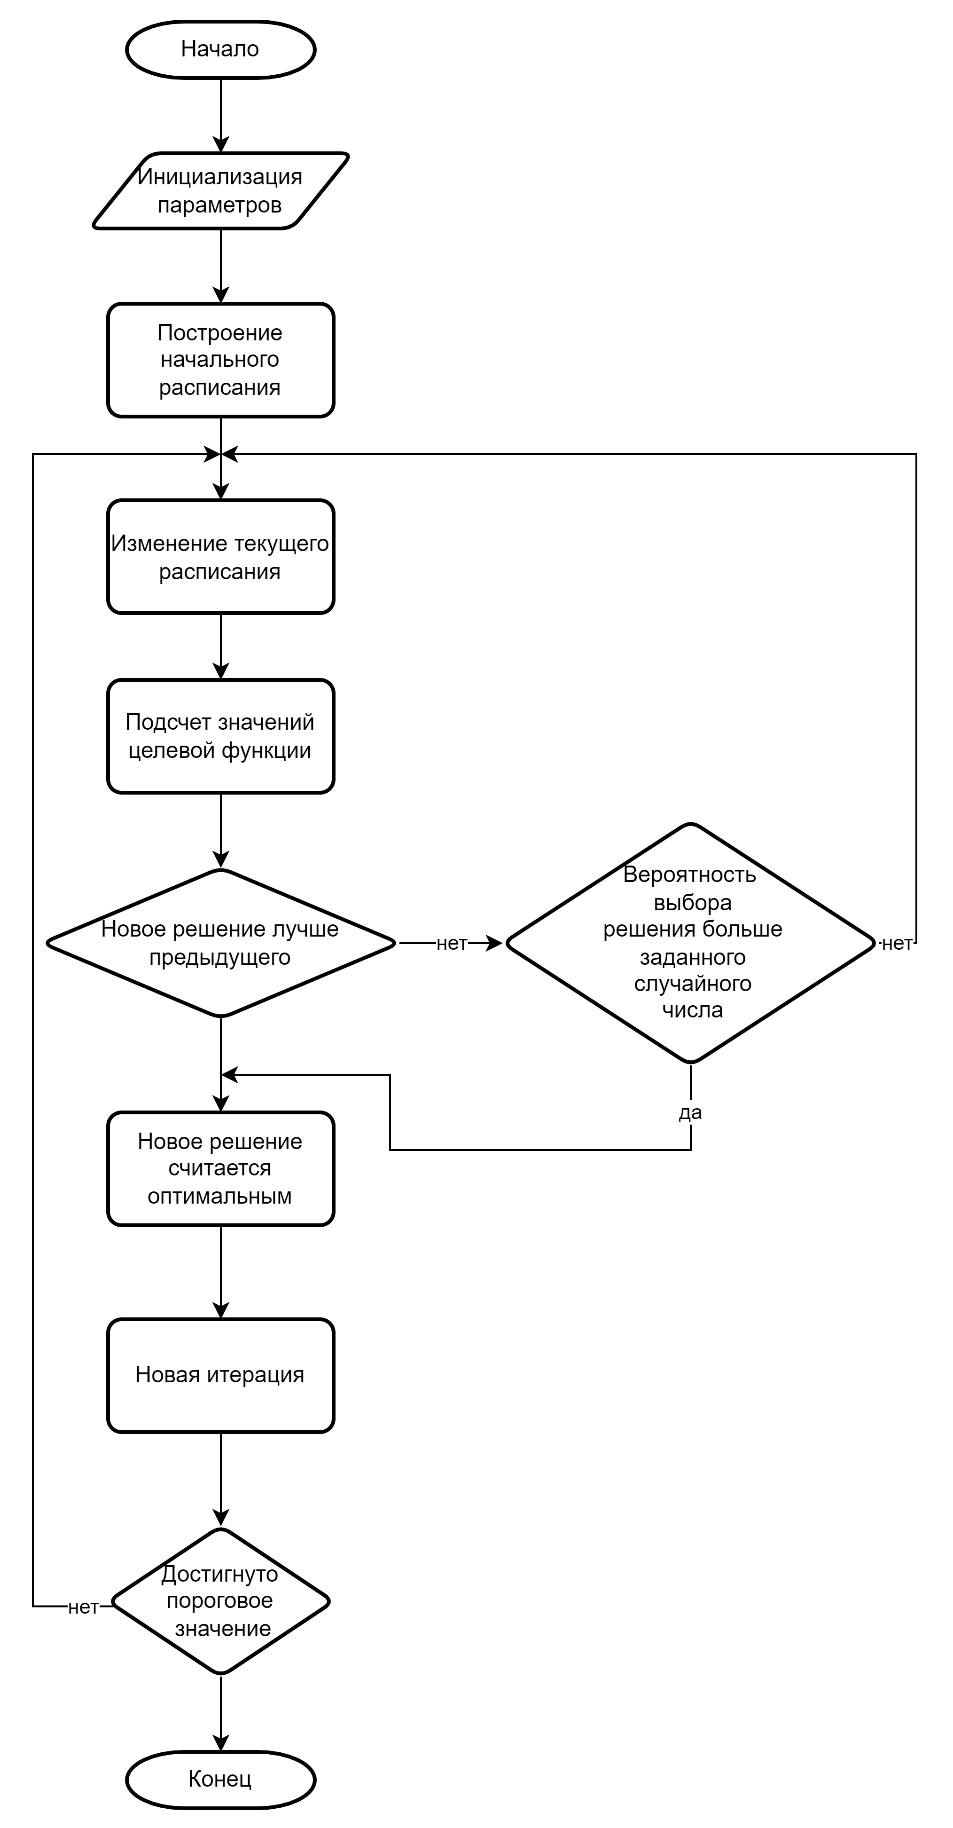 Начало
Инициализация
параметров
Построение
начального
расписания
Изменение текущего
расписания
Подсчет значений
целевой функции
Новое решение лучше
предыдущего
нет
Вероятность
выбора
решения больше
заданного
случайного
числа
нет
да
Новое решение
считается
оптимальным
Новая итерация
Достигнуто
пороговое
значение
нет
Конец